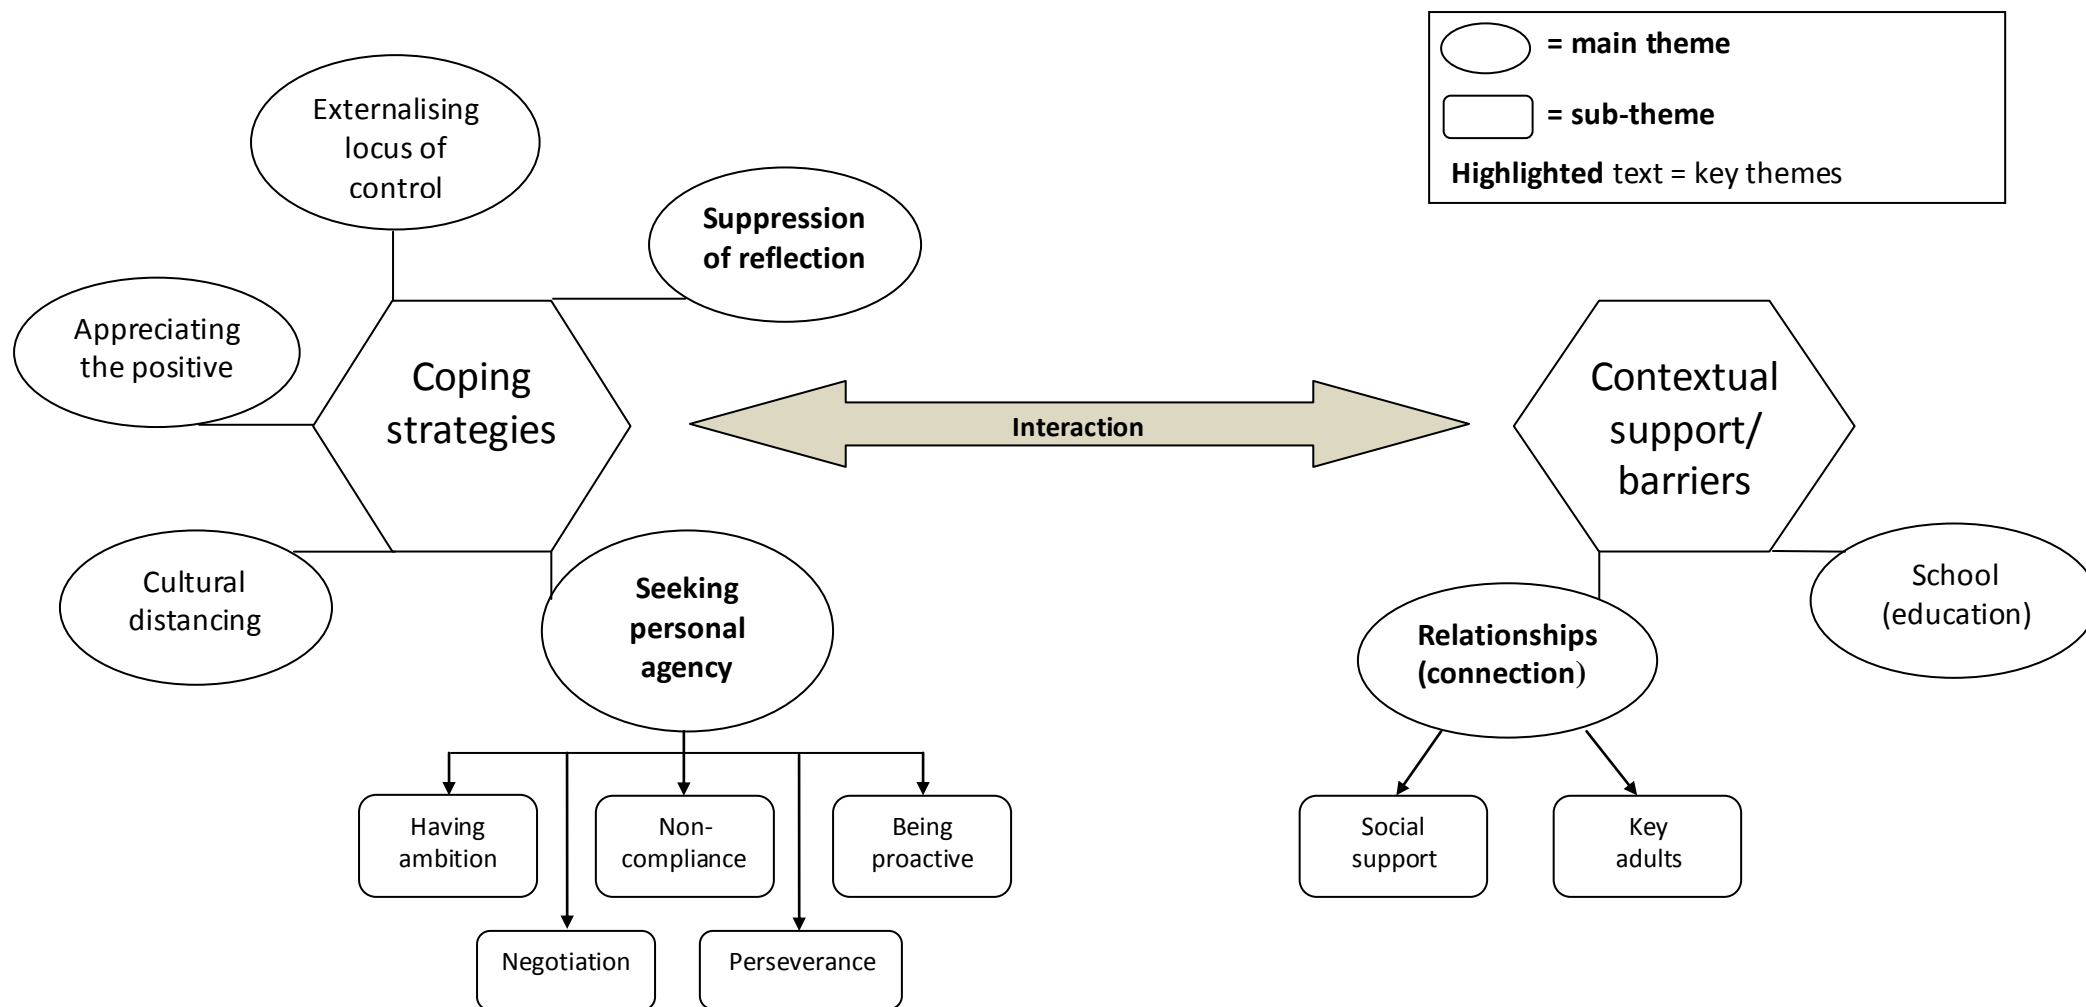 = main theme
= sub-theme
Highlighted text = key themes
Externalising
locus of
control
Suppression
of reflection
Appreciating
the positive
Coping
strategies
Interaction
Contextual
support/
barriers
Cultural
distancing
Seeking
personal
agency
Relationships
(connection)
School
(education)
Having
ambition
Non-
compliance
Being
proactive
Negotiation
Perseverance
Social
support
Key
adults